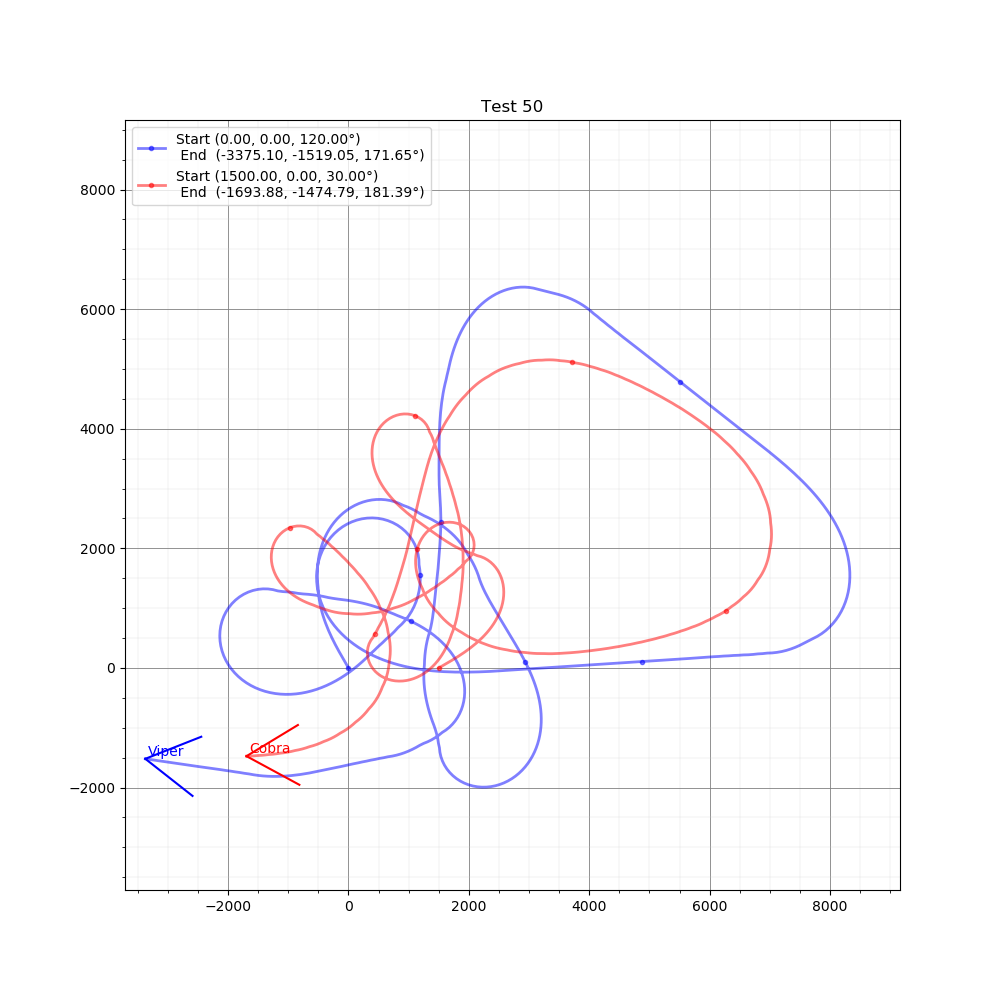 Test 50
Start (0.00, 0.00, 120.00°)
End  (-3375.10, -1519.05, 171.65°)
Start (1500.00, 0.00, 30.00°)
End  (-1693.88, -1474.79, 181.39°)
8000
6000
4000
2000
0
−2000
Viper
Cobra
−2000
0
2000
4000
6000
8000